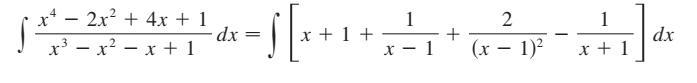 ∫ (x⁴ − 2x² + 4x + 1)/(x³ − x² − x + 1) dx = ∫ [x + 1 + 1/(x − 1) + 2/(x − 1)² − 1/(x + 1)] dx